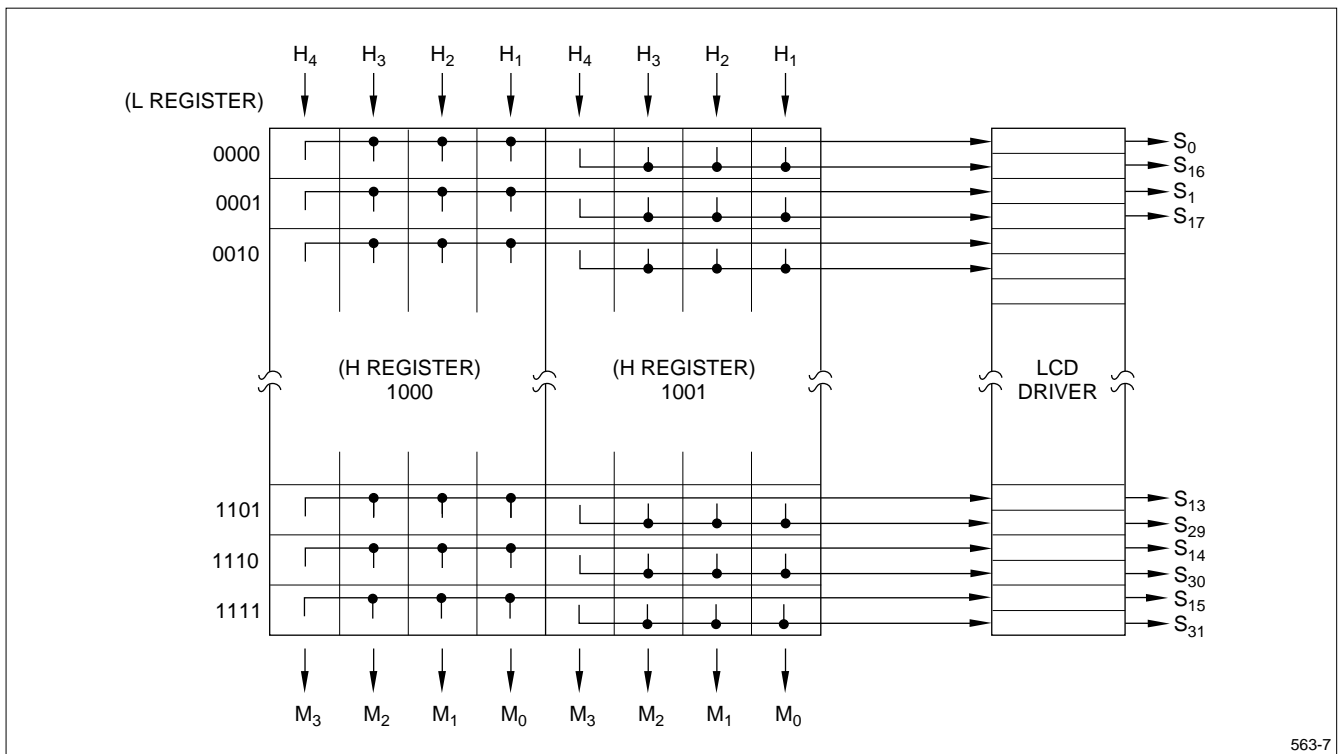 H4 H3 H2 H1 H4 H3 H2 H1
(L REGISTER)
0000 S0
S16
0001 S1
S17
0010
(H REGISTER) (H REGISTER) LCD
1000 1001 DRIVER
1101 S13
S29
1110 S14
S30
1111 S15
S31
M3 M2 M1 M0 M3 M2 M1 M0
563-7